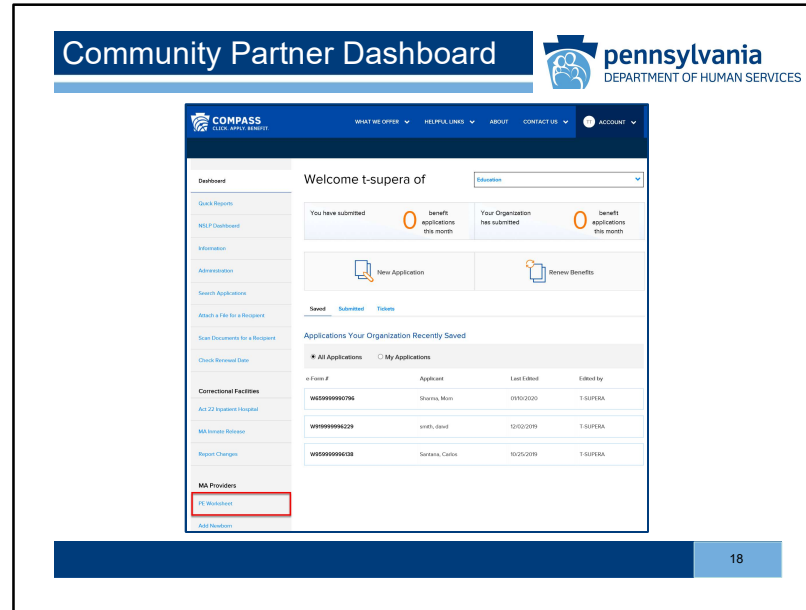 Community Partner Dashboard
pennsylvania
DEPARTMENT OF HUMAN SERVICES
COMPASS
CLICK. APPLY. BENEFIT.
WHAT WE OFFER HELPFUL LINKS ABOUT CONTACT US TT ACCOUNT
Dashboard
Quick Reports
NSLP Dashboard
Information
Administration
Search Applications
Attach a File for a Recipient
Scan Documents for a Recipient
Check Renewal Date
Correctional Facilities
Act 22 Inpatient Hospital
MA Inmate Release
Report Changes
MA Providers
PE Worksheet
Add Newborn
Welcome t-supera of
Education
You have submitted 0 benefit
applications
this month
Your Organization
has submitted 0 benefit
applications
this month
New Application Renew Benefits
Saved Submitted Tickets
Applications Your Organization Recently Saved
All Applications My Applications
e-Form # Applicant Last Edited Edited by
W659999990796 Sharma, Mom 01/10/2020 T-SUPERA
W919999996229 smith, david 12/02/2019 T-SUPERA
W959999996138 Santana, Carlos 10/25/2019 T-SUPERA
18